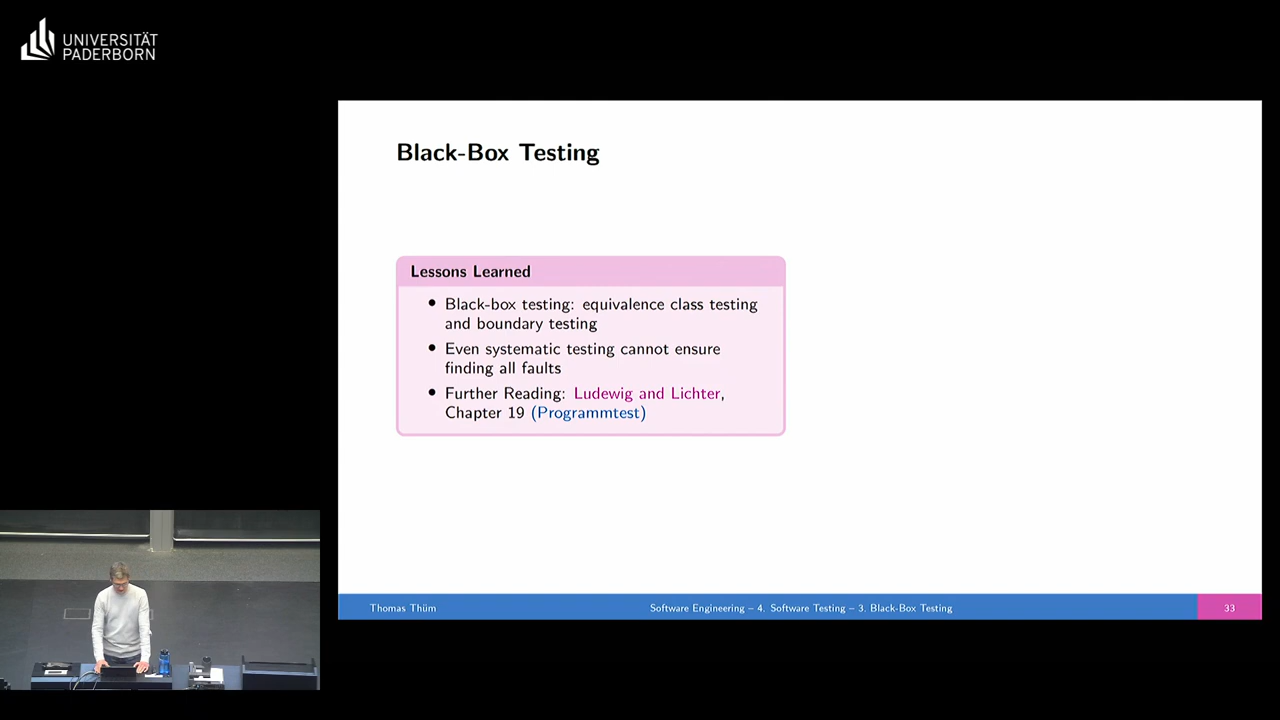 UNIVERSITÄT
PADERBORN
Black-Box Testing
Lessons Learned
• Black-box testing: equivalence class testing
and boundary testing
• Even systematic testing cannot ensure
finding all faults
• Further Reading: Ludewig and Lichter,
Chapter 19 (Programmtest)
Thomas Thüm
Software Engineering – 4. Software Testing – 3. Black-Box Testing
33